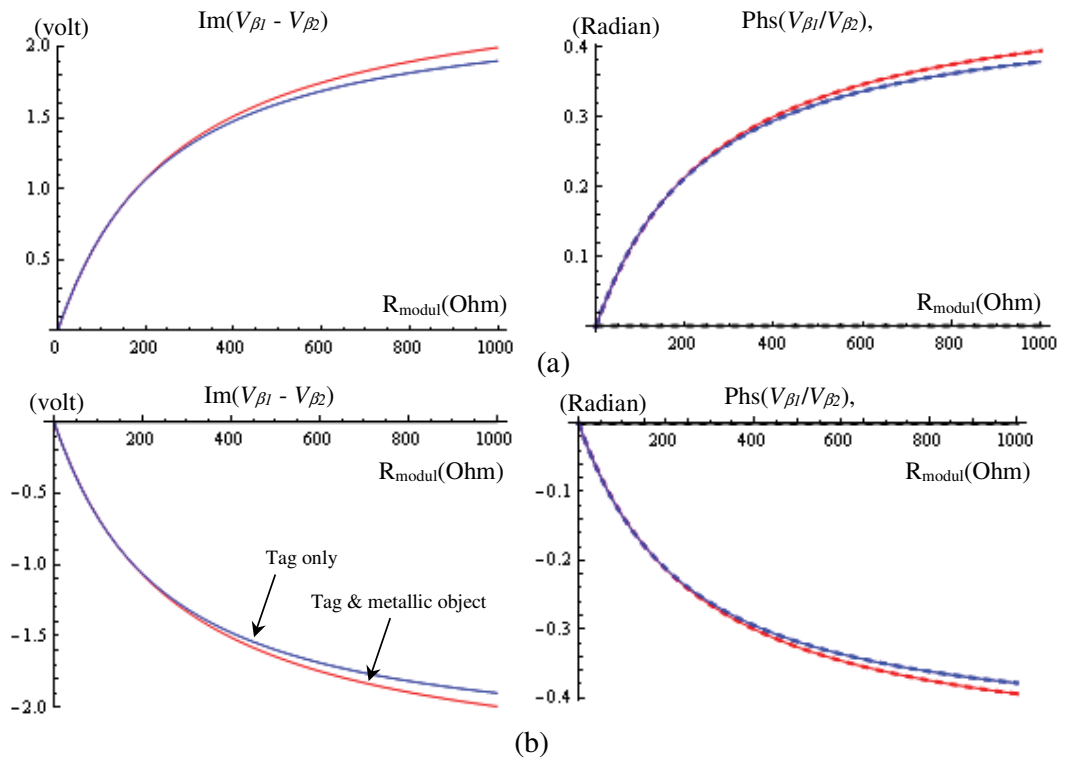 (volt) Im(Vβ1 - Vβ2)
2.0
1.5
1.0
0.5
Rmodul(Ohm)
0 200 400 600 800 1000
(Radian) Phs(Vβ1/Vβ2),
0.4
0.3
0.2
0.1
Rmodul(Ohm)
200 400 600 800 1000
(a)
(volt) Im(Vβ1 - Vβ2)
200 400 600 800 1000
Rmodul(Ohm)
−0.5
−1.0
−1.5
−2.0
Tag only
Tag & metallic object
(Radian) Phs(Vβ1/Vβ2),
200 400 600 800 1000
Rmodul(Ohm)
−0.1
−0.2
−0.3
−0.4
(b)